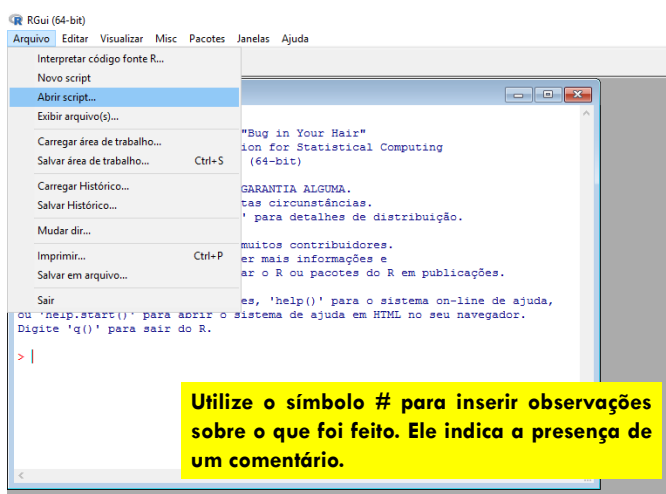 RGui (64-bit)
Arquivo Editar Visualizar Misc Pacotes Janelas Ajuda
Interpretar código fonte R...
Novo script
Abrir script...
Exibir arquivo(s)...
Carregar área de trabalho...
Salvar área de trabalho... Ctrl+S
Carregar Histórico...
Salvar Histórico...
Mudar dir...
Imprimir... Ctrl+P
Salvar em arquivo...
Sair
"Bug in Your Hair"
ion for Statistical Computing
(64-bit)
GARANTIA ALGUMA.
tas circunstâncias.
' para detalhes de distribuição.
muitos contribuidores.
er mais informações e
ar o R ou pacotes do R em publicações.
es, 'help()' para o sistema on-line de ajuda,
ou 'help.start()' para abrir o sistema de ajuda em HTML no seu navegador.
Digite 'q()' para sair do R.
>
Utilize o símbolo # para inserir observações
sobre o que foi feito. Ele indica a presença de
um comentário.